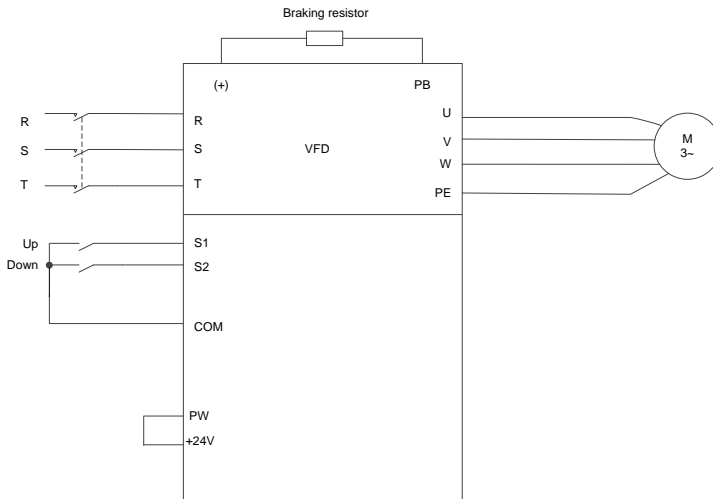 Braking resistor
(+)
PB
R
R
U
S
S
VFD
V
W
M
3~
T
T
PE
Up
S1
Down
S2
COM
PW
+24V